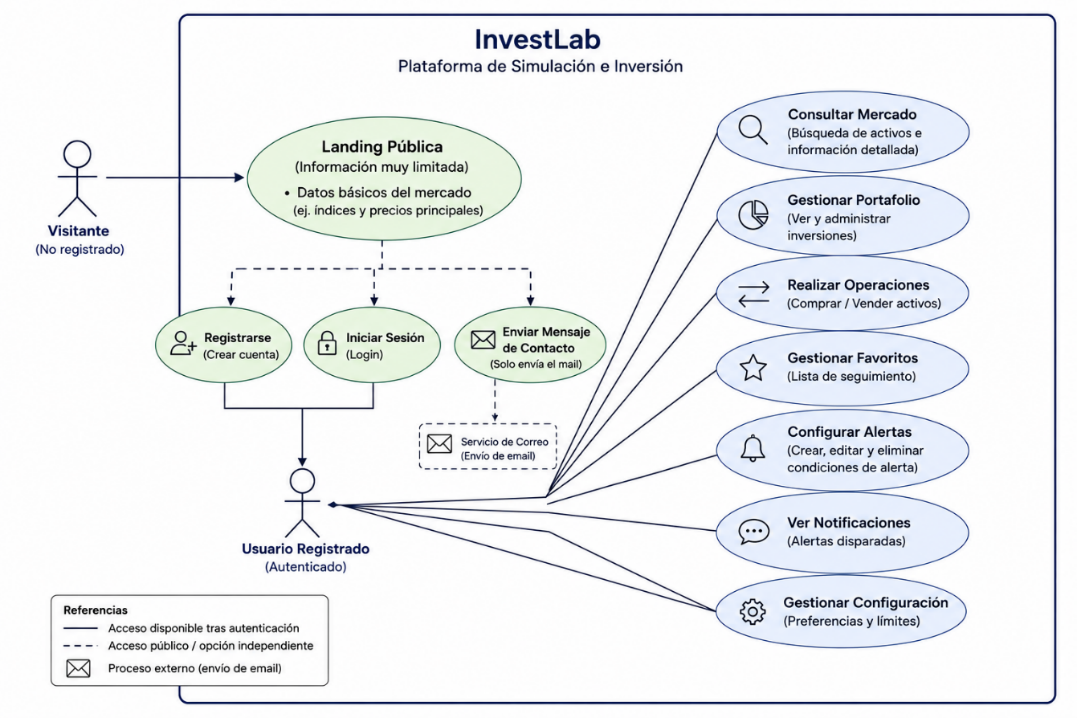 InvestLab
Plataforma de Simulación e Inversión
Visitante
(No registrado)
Landing Pública
(Información muy limitada)
• Datos básicos del mercado
(ej. índices y precios principales)
Registrarse
(Crear cuenta)
Iniciar Sesión
(Login)
Enviar Mensaje
de Contacto
(Solo envía el mail)
Servicio de Correo
(Envío de email)
Usuario Registrado
(Autenticado)
Consultar Mercado
(Búsqueda de activos e
información detallada)
Gestionar Portafolio
(Ver y administrar
inversiones)
Realizar Operaciones
(Comprar / Vender activos)
Gestionar Favoritos
(Lista de seguimiento)
Configurar Alertas
(Crear, editar y eliminar
condiciones de alerta)
Ver Notificaciones
(Alertas disparadas)
Gestionar Configuración
(Preferencias y límites)
Referencias
Acceso disponible tras autenticación
Acceso público / opción independiente
Proceso externo (envío de email)